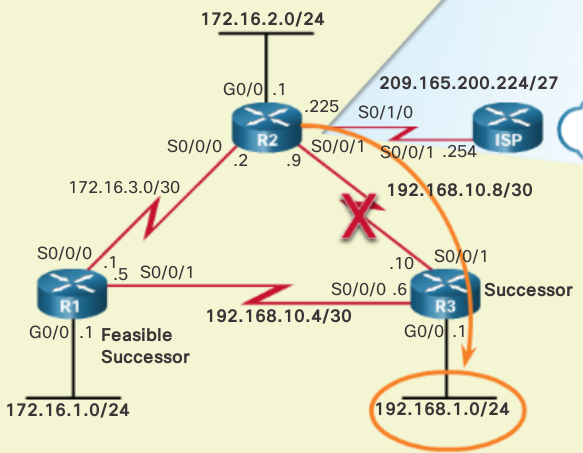 172.16.2.0/24
G0/0 .1
209.165.200.224/27
.225
S0/1/0
R2
ISP
S0/0/0
.2
.9
S0/0/1
S0/0/1 .254
172.16.3.0/30
192.168.10.8/30
X
S0/0/0
.1
.5
S0/0/1
.10
S0/0/1
R1
S0/0/0 .6
R3
Successor
192.168.10.4/30
G0/0 .1
Feasible
Successor
G0/0 .1
172.16.1.0/24
192.168.1.0/24